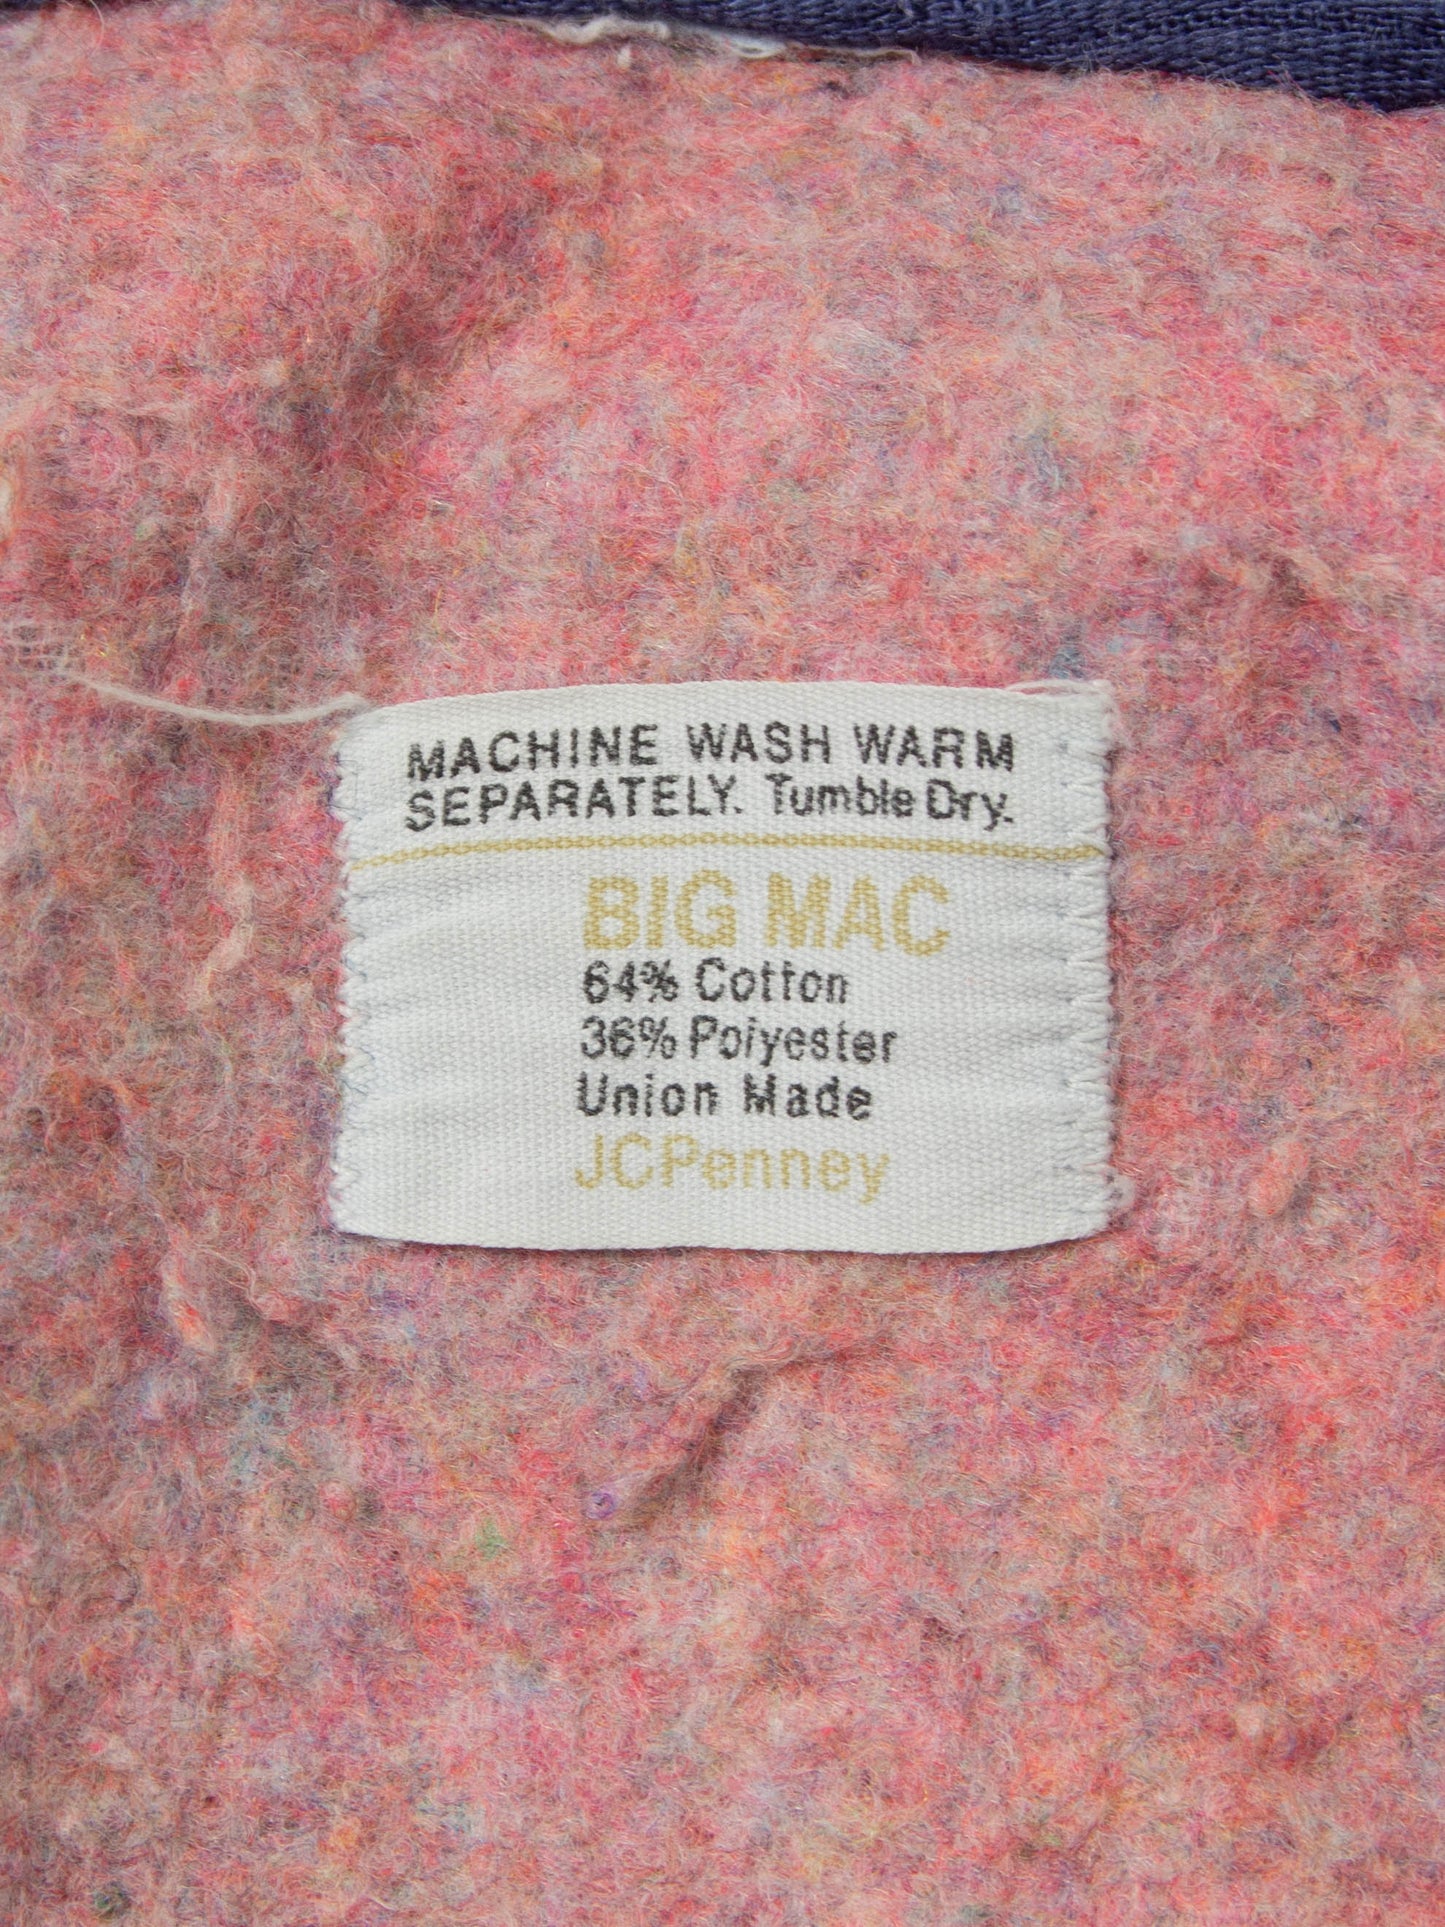 MACHINE WASH WARM
SEPARATELY. Tumble Dry.
BIG MAC
64% Cotton
36% Polyester
Union Made
JCPenney